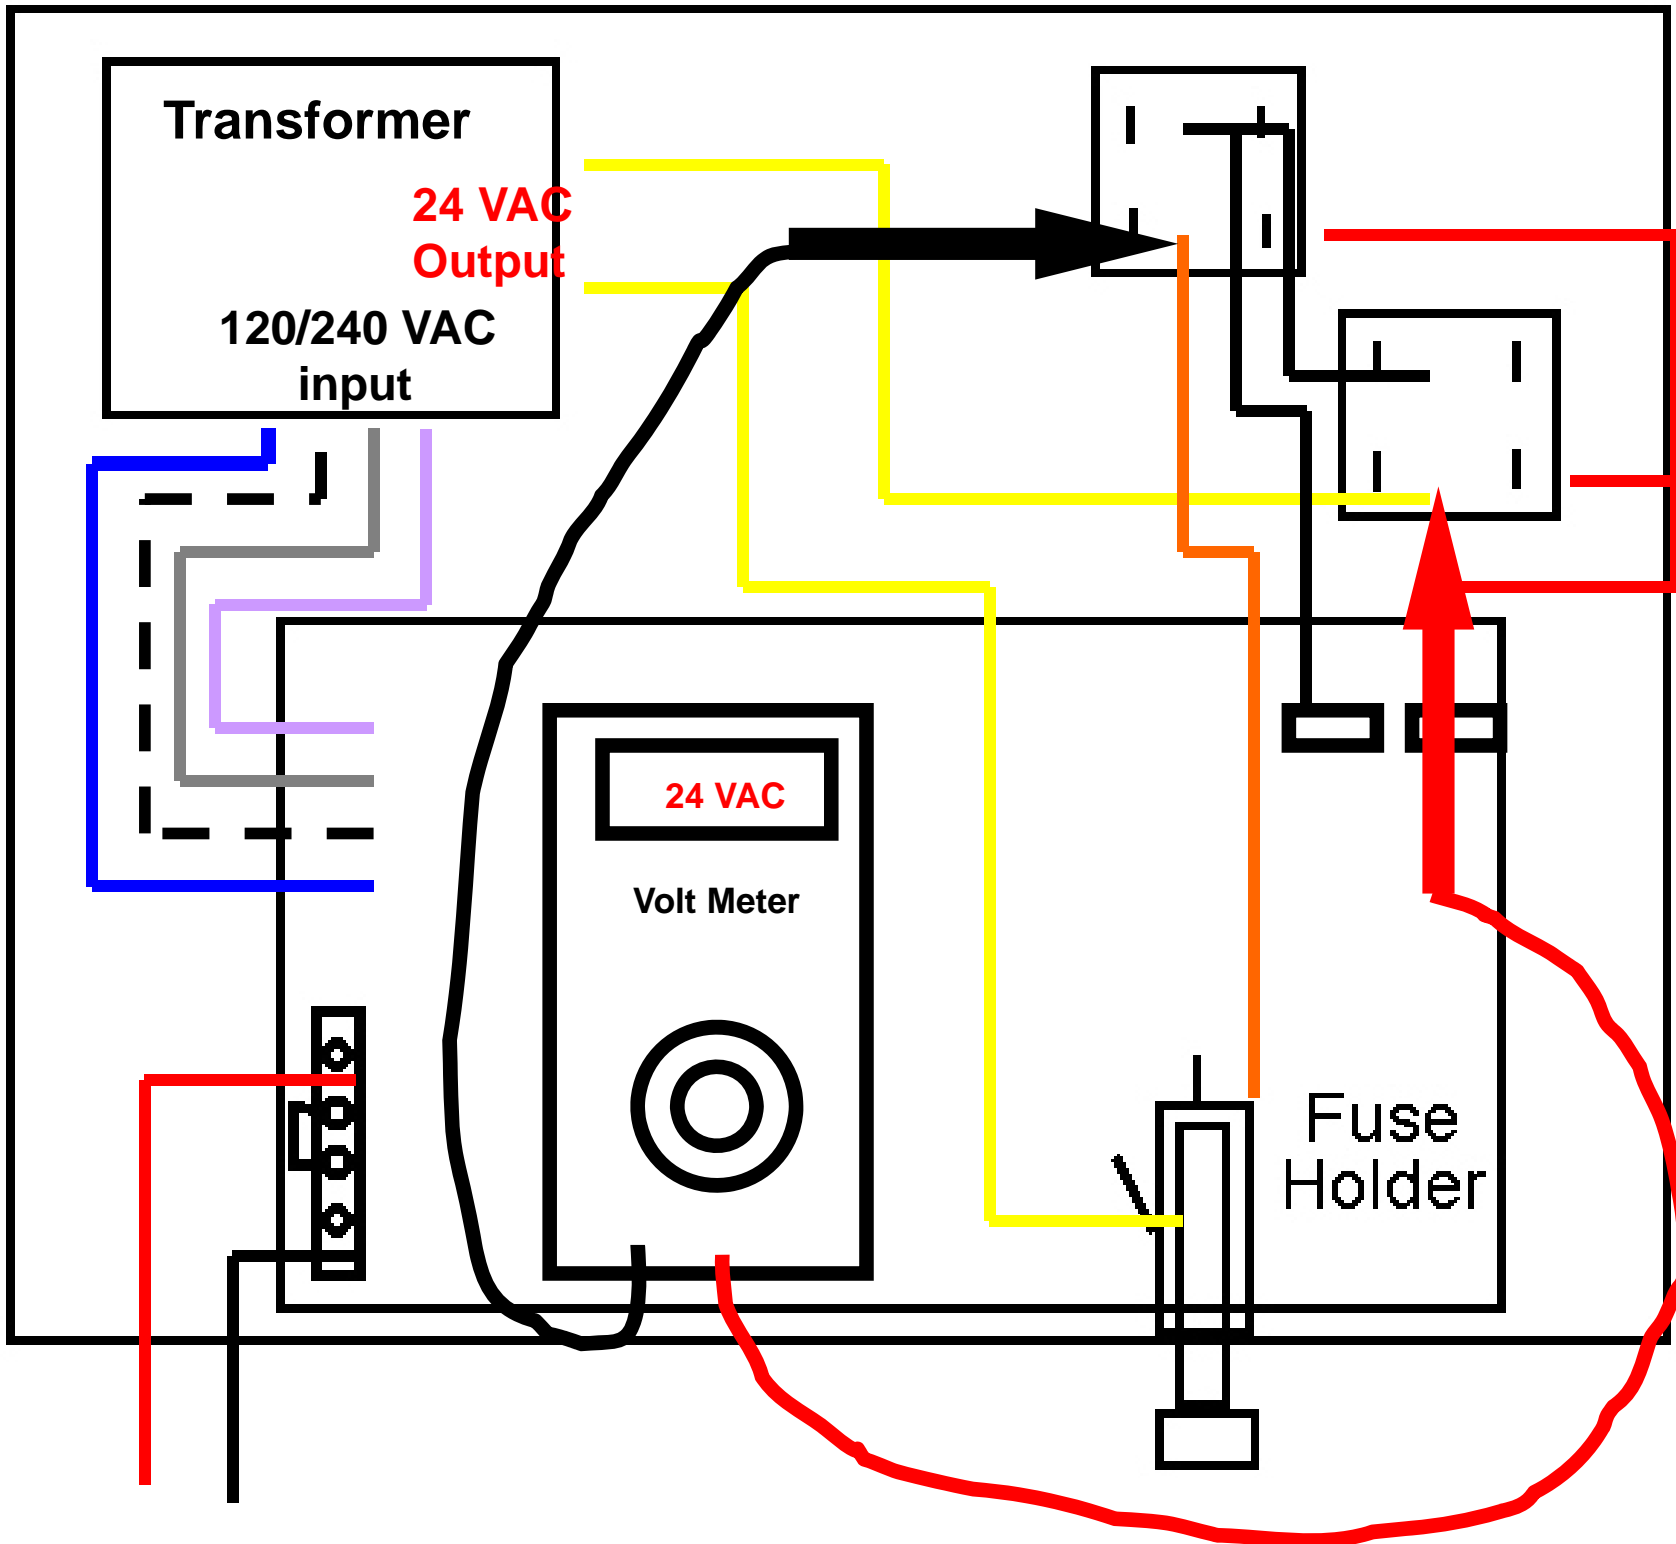 Transformer
24 VAC
Output
120/240 VAC
input
24 VAC
Volt Meter
Fuse
Holder